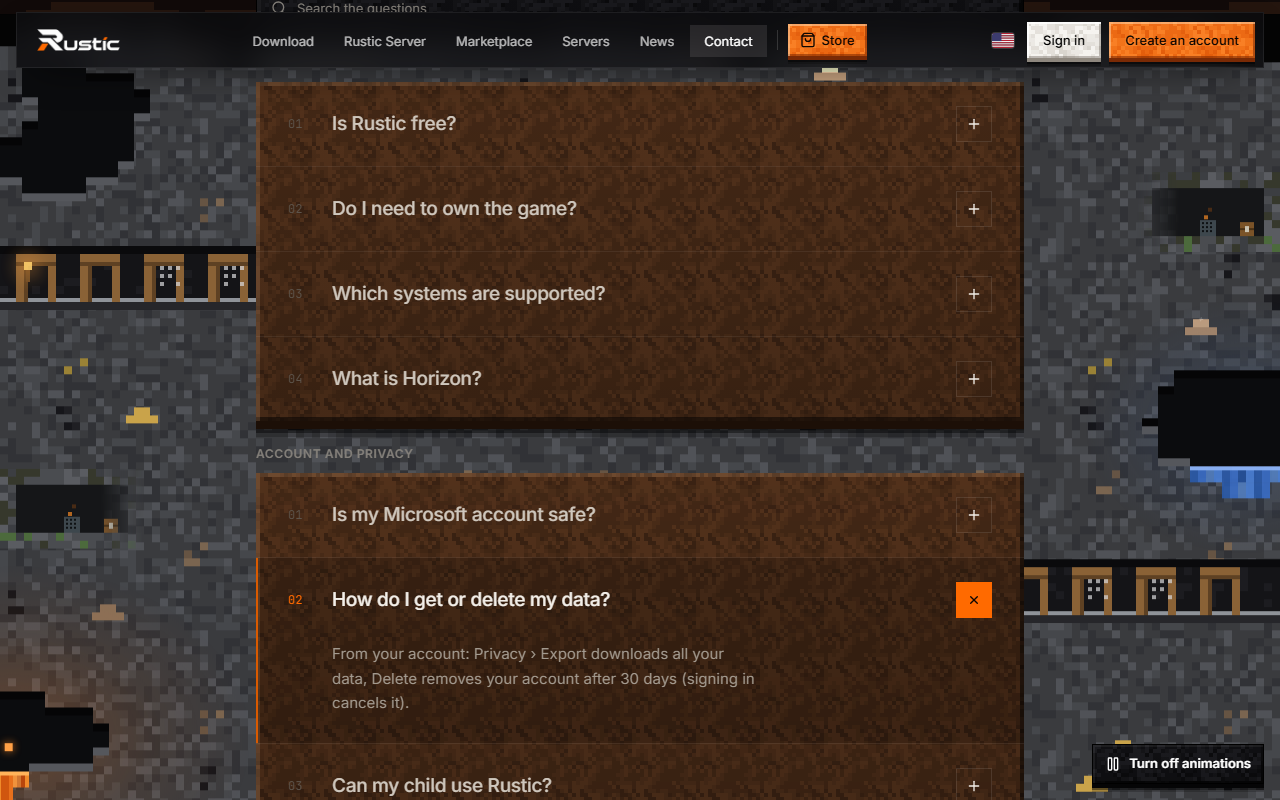 Search the questions
Rustic
Download
Rustic Server
Marketplace
Servers
News
Contact
Store
Sign in
Create an account
01
Is Rustic free?
+
02
Do I need to own the game?
+
03
Which systems are supported?
+
04
What is Horizon?
+
ACCOUNT AND PRIVACY
01
Is my Microsoft account safe?
+
02
How do I get or delete my data?
×
From your account: Privacy › Export downloads all your
data, Delete removes your account after 30 days (signing in
cancels it).
03
Can my child use Rustic?
+
Turn off animations